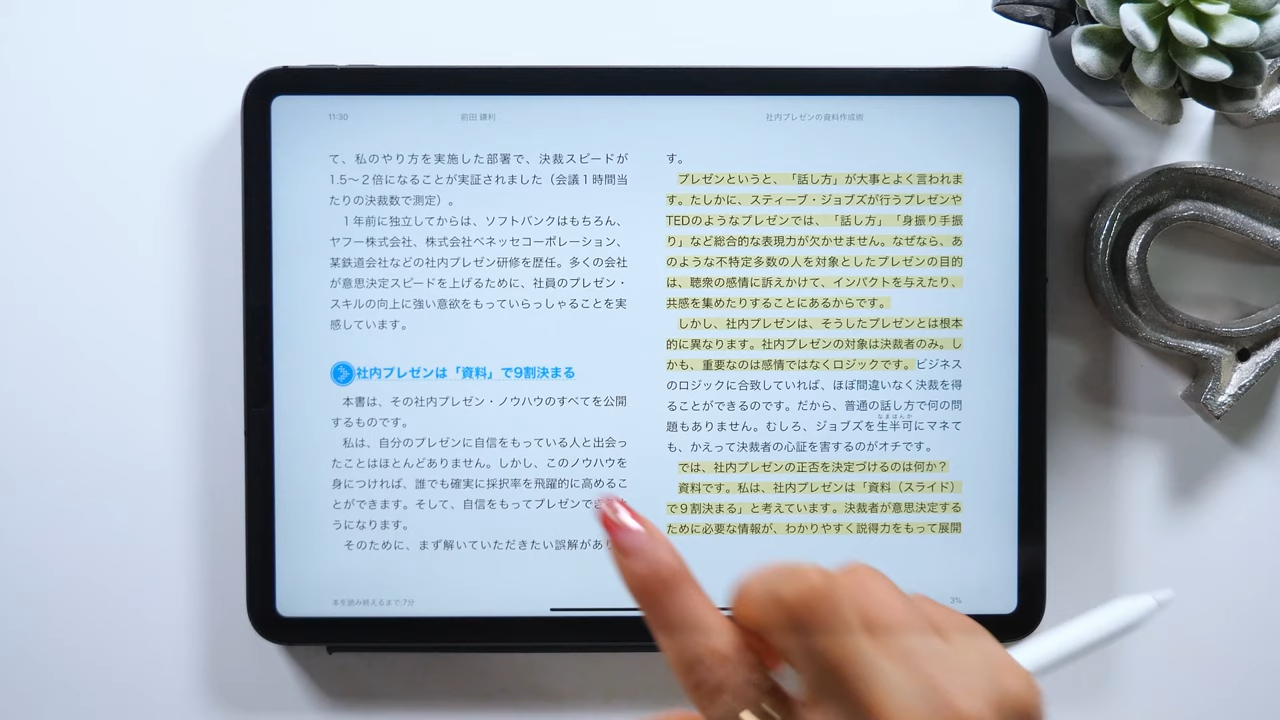 11:30
前田 鎌利
社内プレゼンの資料作成術
て、私のやり方を実施した部署で、決裁スピードが
1.5〜2倍になることが実証されました（会議1時間当
たりの決裁数で測定）。
1年前に独立してからは、ソフトバンクはもちろん、
ヤフー株式会社、株式会社ベネッセコーポレーション、
某鉄道会社などの社内プレゼン研修を歴任。多くの会社
が意思決定スピードを上げるために、社員のプレゼン・
スキルの向上に強い意欲をもっていらっしゃることを実
感しています。
社内プレゼンは「資料」で9割決まる
本書は、その社内プレゼン・ノウハウのすべてを公開
するものです。
私は、自分のプレゼンに自信をもっている人と出会っ
たことはほとんどありません。しかし、このノウハウを
身につければ、誰でも確実に採択率を飛躍的に高めるこ
とができます。そして、自信をもってプレゼンでき
うになります。
そのために、まず解いていただきたい誤解があり
す。
プレゼンというと、「話し方」が大事とよく言われま
す。たしかに、スティーブ・ジョブズが行うプレゼンや
TEDのようなプレゼンでは、「話し方」「身振り手振
り」など総合的な表現力が欠かせません。なぜなら、あ
のような不特定多数の人を対象としたプレゼンの目的
は、聴衆の感情に訴えかけて、インパクトを与えたり、
共感を集めたりすることにあるからです。
しかし、社内プレゼンは、そうしたプレゼンとは根本
的に異なります。社内プレゼンの対象は決裁者のみ。し
かも、重要なのは感情ではなくロジックです。ビジネス
のロジックに合致していれば、ほぼ間違いなく決裁を得
ることができるのです。だから、普通の話し方で何の問
なまはんか
題もありません。むしろ、ジョブズを生半可にマネて
も、かえって決裁者の心証を害するのがオチです。
では、社内プレゼンの正否を決定づけるのは何か？
資料です。私は、社内プレゼンは「資料（スライド）
で9割決まる」と考えています。決裁者が意思決定する
ために必要な情報が、わかりやすく説得力をもって展開
本を読み終えるまで:7分
3%